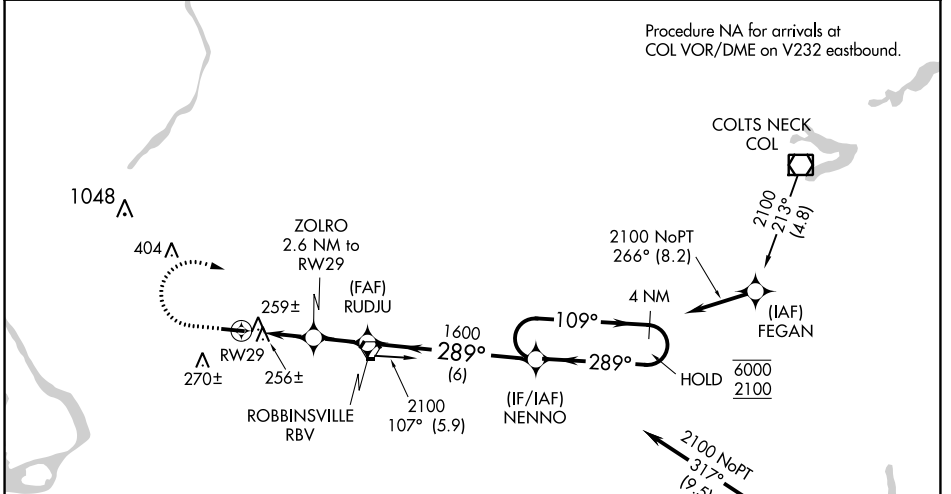 Procedure NA for arrivals at
COL VOR/DME on V232 eastbound.
COLTS NECK
COL
2100
213°
(4.8)
1048
404
ZOLRO
2.6 NM to
RW29
2100 NoPT
266° (8.2)
(FAF)
RUDJU
259±
4 NM
(IAF)
FEGAN
109°
1600
289°
(6)
289°
RW29
270±
256±
HOLD
6000
2100
ROBBINSVILLE
RBV
2100
107° (5.9)
(IF/IAF)
NENNO
2100 NoPT
317°
(9.5)